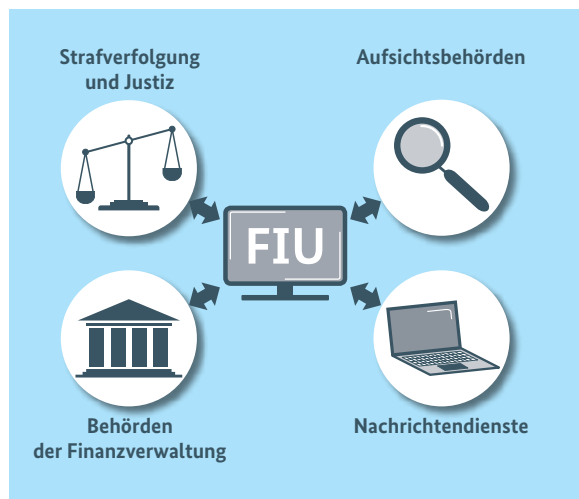 Strafverfolgung
und Justiz
Aufsichtsbehörden
FIU
Behörden
der Finanzverwaltung
Nachrichtendienste